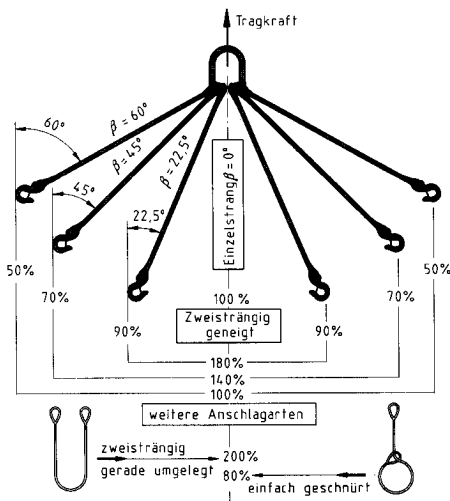 Tragkraft
60°
β = 60°
β = 45°
β = 22,5°
45°
22,5°
Einzelstrang β = 0°
50%
70%
90%
100%
90%
70%
50%
Zweisträngig
geneigt
180%
140%
100%
weitere Anschlagarten
zweisträngig
gerade umgelegt
200%
80%
einfach geschnürt